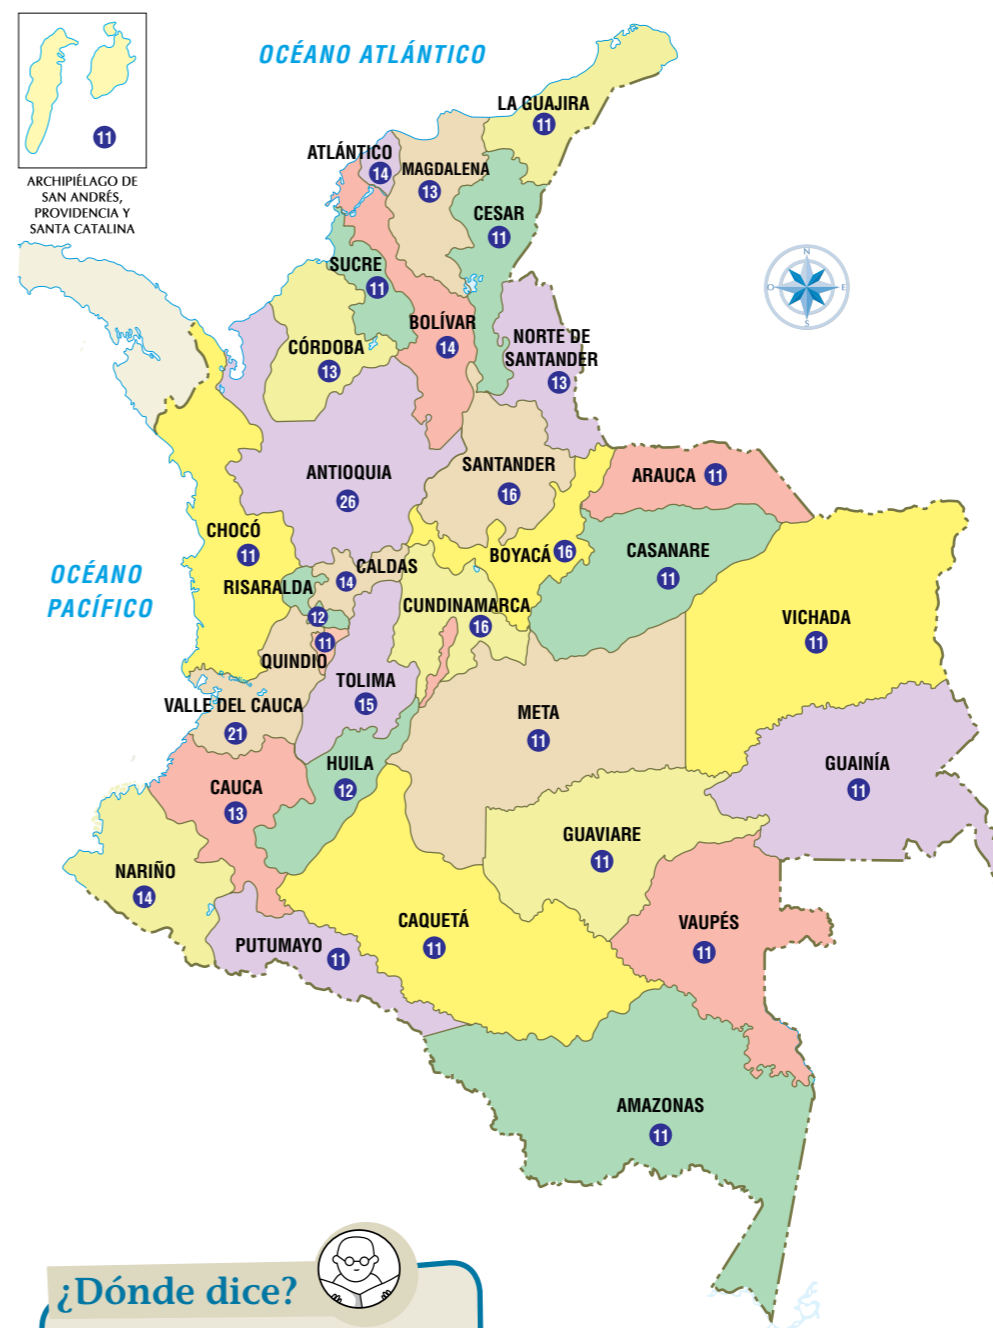 OCÉANO ATLÁNTICO
11
ARCHIPIÉLAGO DE
SAN ANDRÉS,
PROVIDENCIA Y
SANTA CATALINA
LA GUAJIRA
11
ATLÁNTICO
14
MAGDALENA
13
CESAR
11
SUCRE
11
BOLÍVAR
14
N
O
E
S
CÓRDOBA
13
NORTE DE
SANTANDER
13
ANTIOQUIA
26
SANTANDER
16
ARAUCA 11
CHOCÓ
11
BOYACÁ 16
CASANARE
11
OCÉANO
PACÍFICO
CALDAS
14
RISARALDA
12
CUNDINAMARCA
16
VICHADA
11
11
QUINDIO
TOLIMA
15
VALLE DEL CAUCA
21
META
11
HUILA
12
GUAINÍA
11
CAUCA
13
GUAVIARE
11
NARIÑO
14
CAQUETÁ
11
VAUPÉS
11
PUTUMAYO 11
AMAZONAS
11
¿Dónde dice?